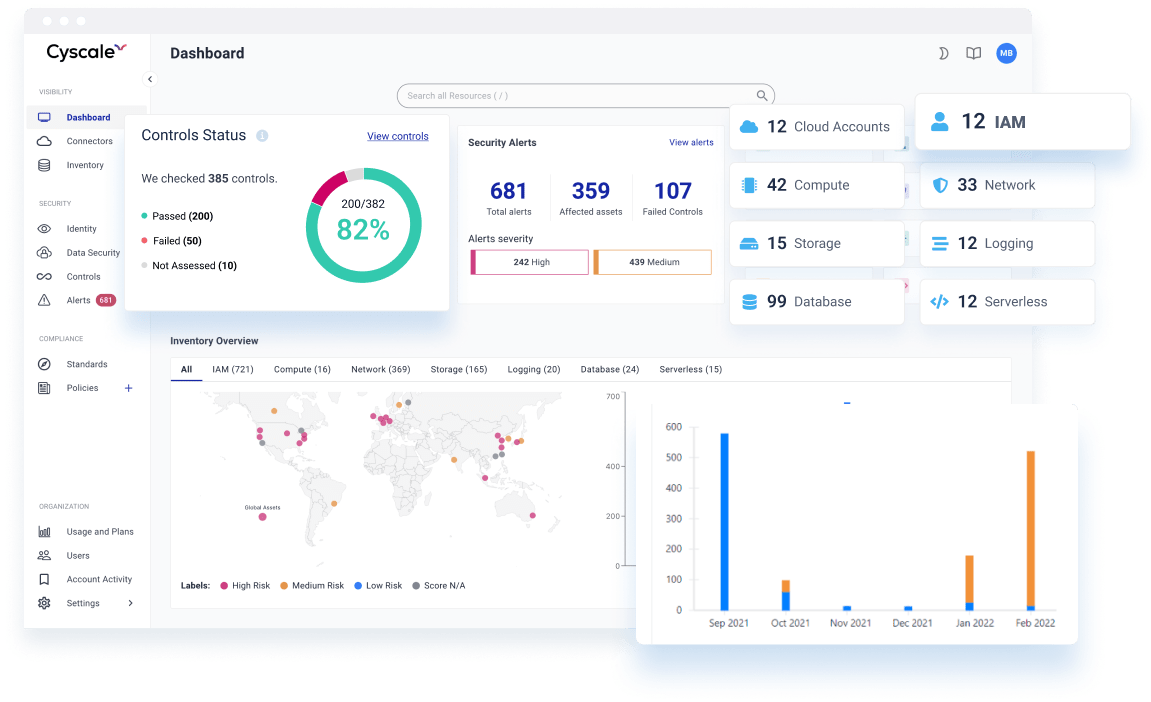 Cyscale
Dashboard
MB
VISIBILITY
Dashboard
Connectors
Inventory
SECURITY
Identity
Data Security
Controls
Alerts 681
COMPLIANCE
Standards
Policies +
ORGANIZATION
Usage and Plans
Users
Account Activity
Settings
Search all Resources ( / )
Controls Status
View controls
We checked 385 controls.
Passed (200)
Failed (50)
Not Assessed (10)
200/382
82%
Security Alerts
View alerts
681
Total alerts
359
Affected assets
107
Failed Controls
Alerts severity
242 High
439 Medium
12 Cloud Accounts
12 IAM
42 Compute
33 Network
15 Storage
12 Logging
99 Database
12 Serverless
Inventory Overview
All
IAM (721)
Compute (16)
Network (369)
Storage (165)
Logging (20)
Database (24)
Serverless (15)
Global Assets
Labels:
High Risk
Medium Risk
Low Risk
Score N/A
700
400
200
0
600
500
400
300
200
100
0
Sep 2021
Oct 2021
Nov 2021
Dec 2021
Jan 2022
Feb 2022